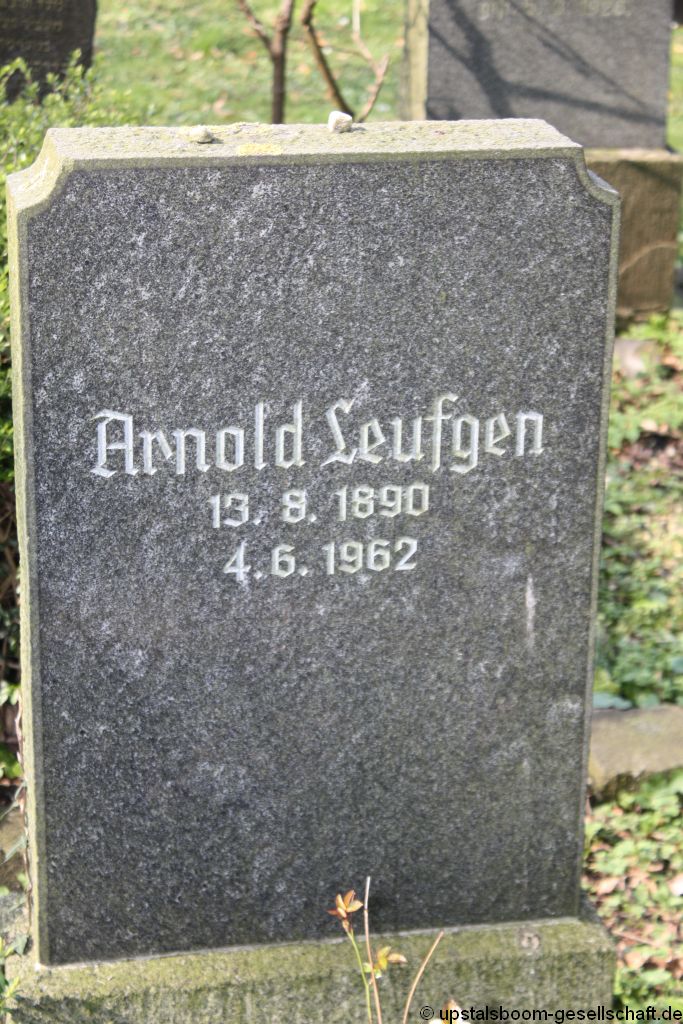 Arnold Leufgen
13. 8. 1890
4. 6. 1962
© upstalsboom-gesellschaft.de